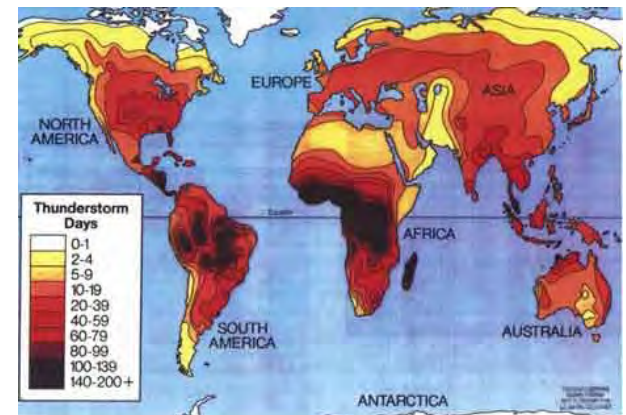 EUROPE
ASIA
NORTH
AMERICA
Thunderstorm
Days
0-1
2-4
5-9
10-19
20-39
40-59
60-79
80-99
100-139
140-200+
Equator
AFRICA
SOUTH
AMERICA
AUSTRALIA
ANTARCTICA